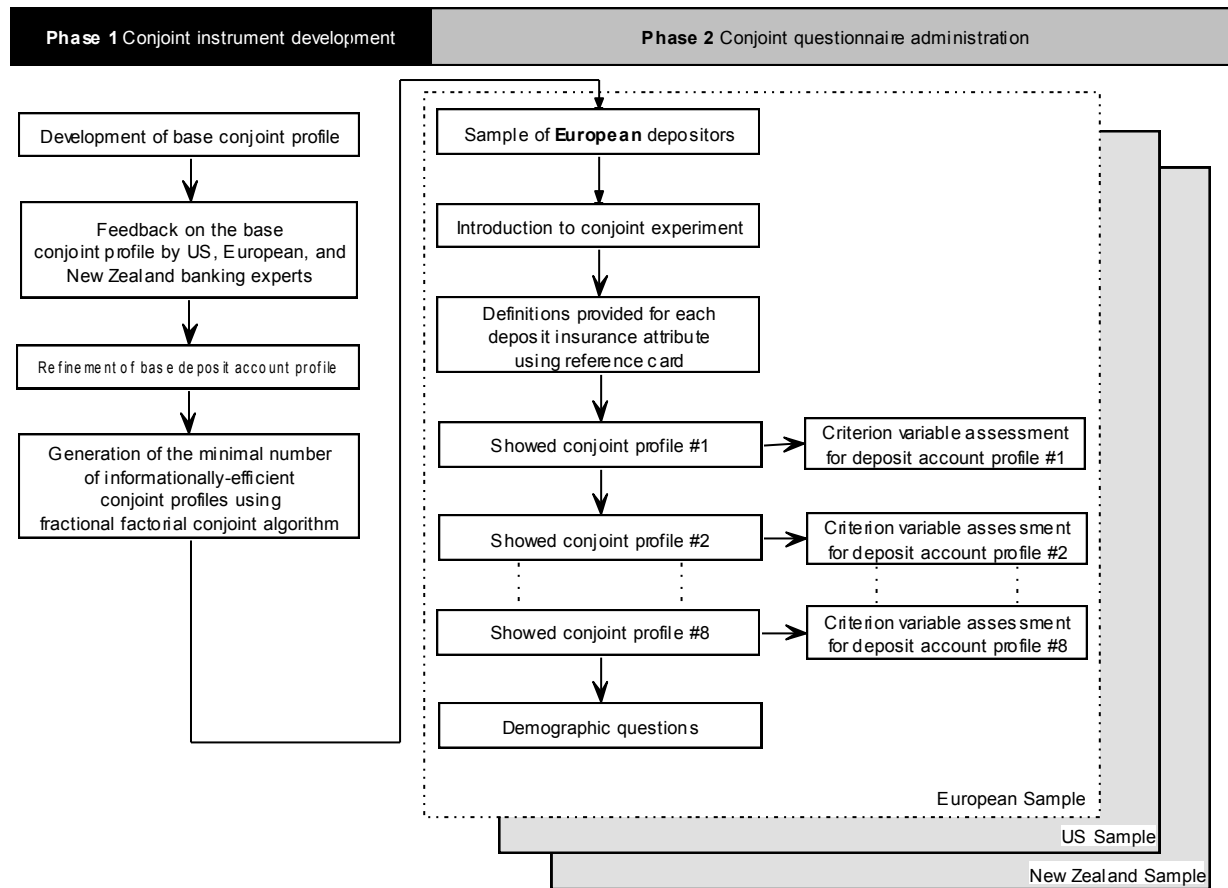 Phase 1 Conjoint instrument development
Phase 2 Conjoint questionnaire administration
Development of base conjoint profile
Feedback on the base
conjoint profile by US, European, and
New Zealand banking experts
Refinement of base deposit account profile
Generation of the minimal number
of informationally-efficient
conjoint profiles using
fractional factorial conjoint algorithm
Sample of European depositors
Introduction to conjoint experiment
Definitions provided for each
deposit insurance attribute
using reference card
Showed conjoint profile #1
Criterion variable assessment
for deposit account profile #1
Showed conjoint profile #2
Criterion variable assessment
for deposit account profile #2
Showed conjoint profile #8
Criterion variable assessment
for deposit account profile #8
Demographic questions
European Sample
US Sample
New Zealand Sample